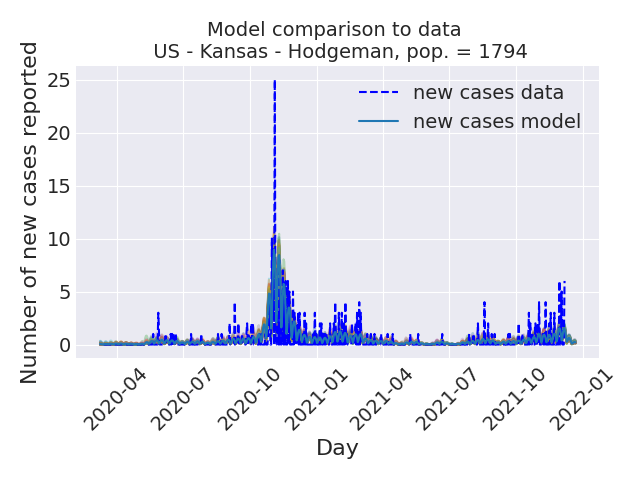 Model comparison to data
US - Kansas - Hodgeman, pop. = 1794
Number of new cases reported
25
20
15
10
5
0
new cases data
new cases model
2020-04
2020-07
2020-10
2021-01
2021-04
2021-07
2021-10
2022-01
Day